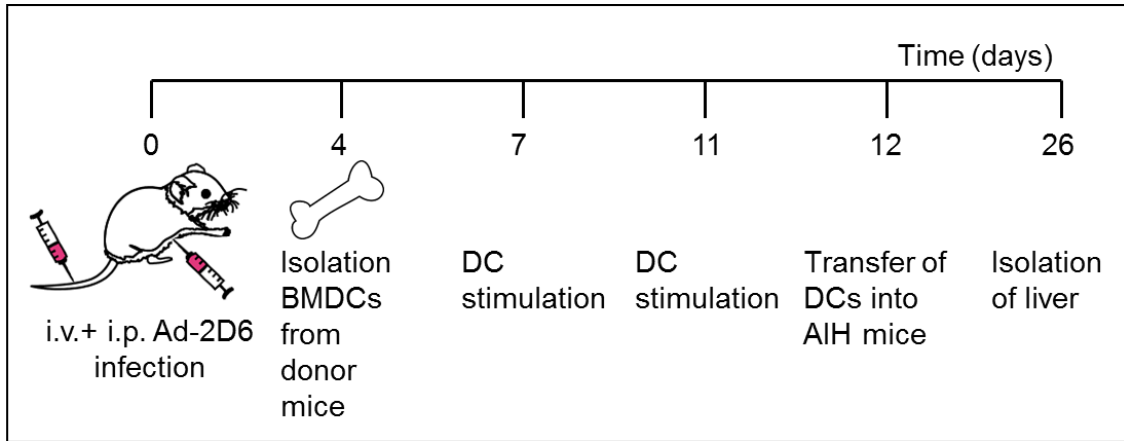 Time (days)
0 4 7 11 12 26
i.v.+ i.p. Ad-2D6
infection
Isolation
BMDCs
from
donor
mice
DC
stimulation
DC
stimulation
Transfer of
DCs into
AIH mice
Isolation
of liver